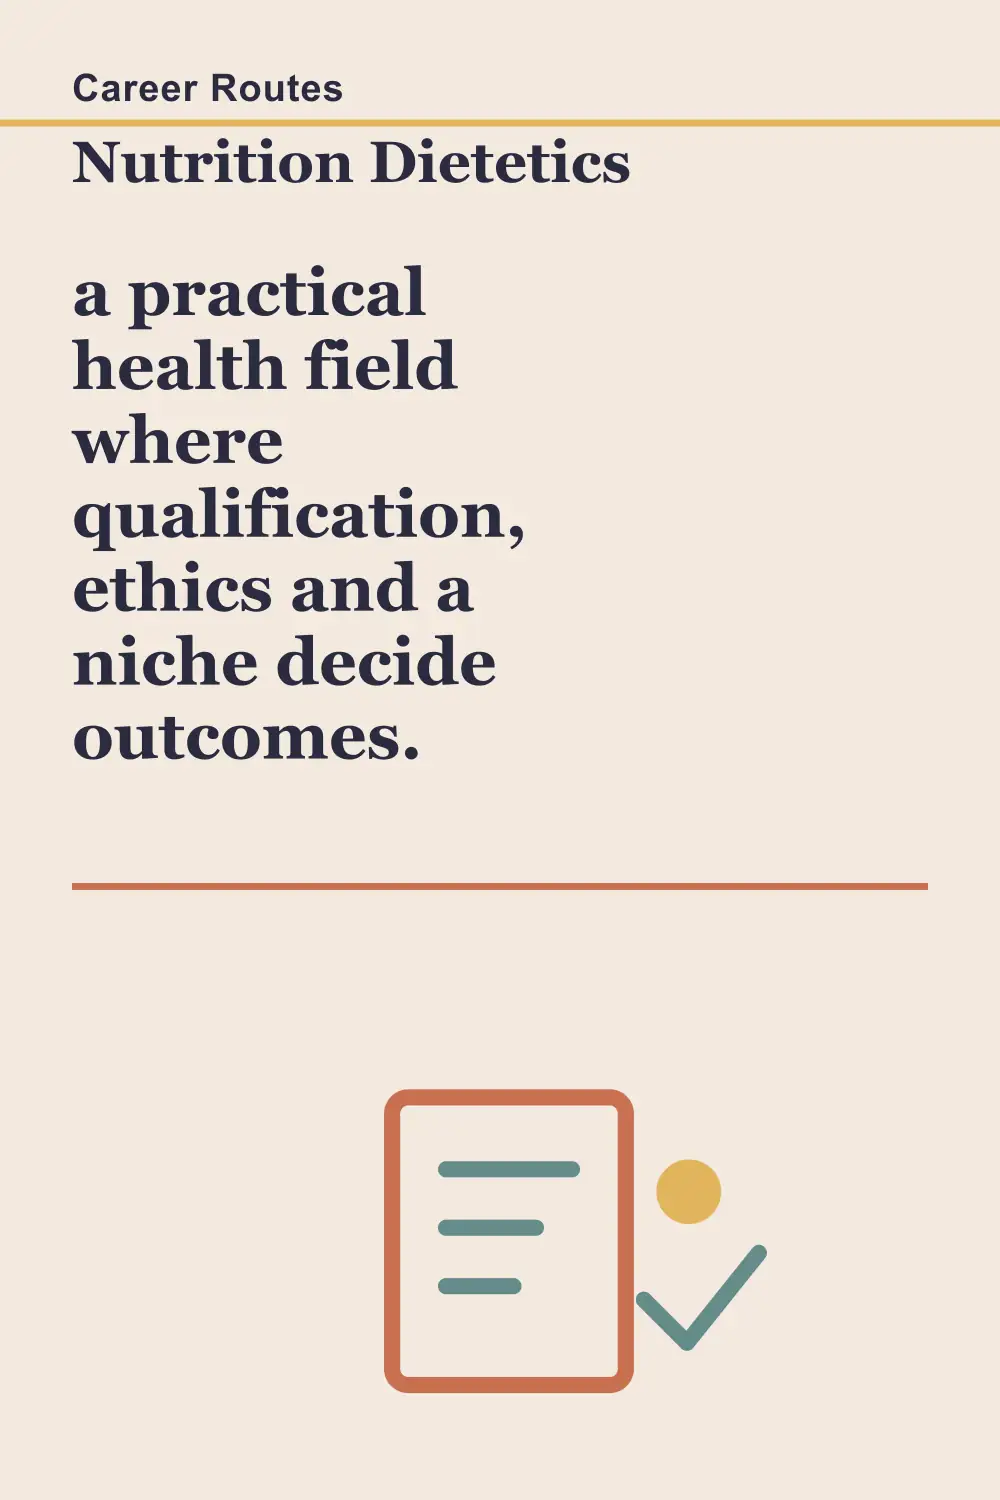 Career Routes
Nutrition Dietetics
a practical
health field
where
qualification,
ethics and a
niche decide
outcomes.